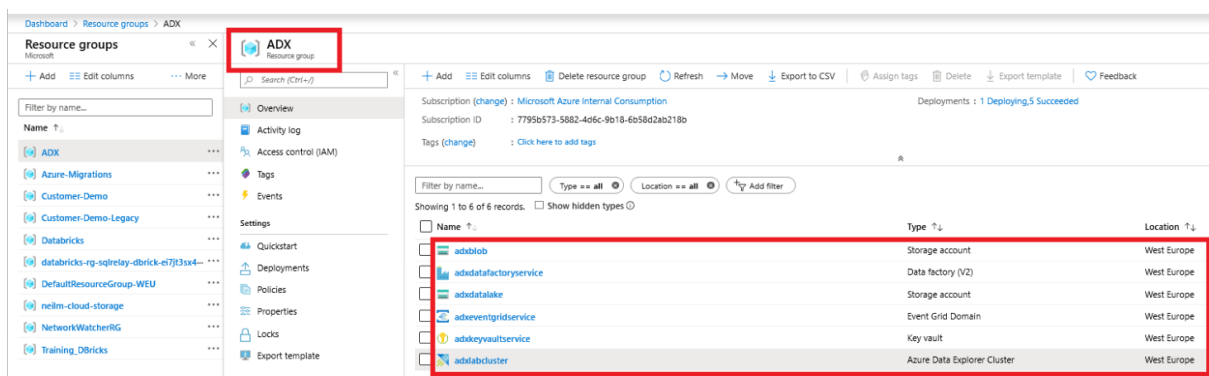 Dashboard > Resource groups > ADX
Resource groups
Microsoft
Add Edit columns ··· More
Filter by name...
Name ↑↓
ADX ···
Azure-Migrations ···
Customer-Demo ···
Customer-Demo-Legacy ···
Databricks ···
databricks-rg-sqlrelay-dbrick-ei7jt3sx4— ···
DefaultResourceGroup-WEU ···
neilm-cloud-storage ···
NetworkWatcherRG ···
Training_DBricks ···
ADX
Resource group
Search (Ctrl+/)
Overview
Activity log
Access control (IAM)
Tags
Events
Settings
Quickstart
Deployments
Policies
Properties
Locks
Export template
Add Edit columns Delete resource group Refresh → Move Export to CSV Assign tags Delete Export template Feedback
Subscription (change) : Microsoft Azure Internal Consumption Deployments : 1 Deploying,5 Succeeded
Subscription ID : 7795b573-5882-4d6c-9b18-6b58d2ab218b
Tags (change) : Click here to add tags
Filter by name... Type == all Location == all Add filter
Showing 1 to 6 of 6 records. Show hidden types
Name ↑↓ Type ↑↓ Location ↑↓
adxblob Storage account West Europe
adxdatafactoryservice Data factory (V2) West Europe
adxdatalake Storage account West Europe
adxeventgridservice Event Grid Domain West Europe
adxkeyvaultservice Key vault West Europe
adxlabcluster Azure Data Explorer Cluster West Europe